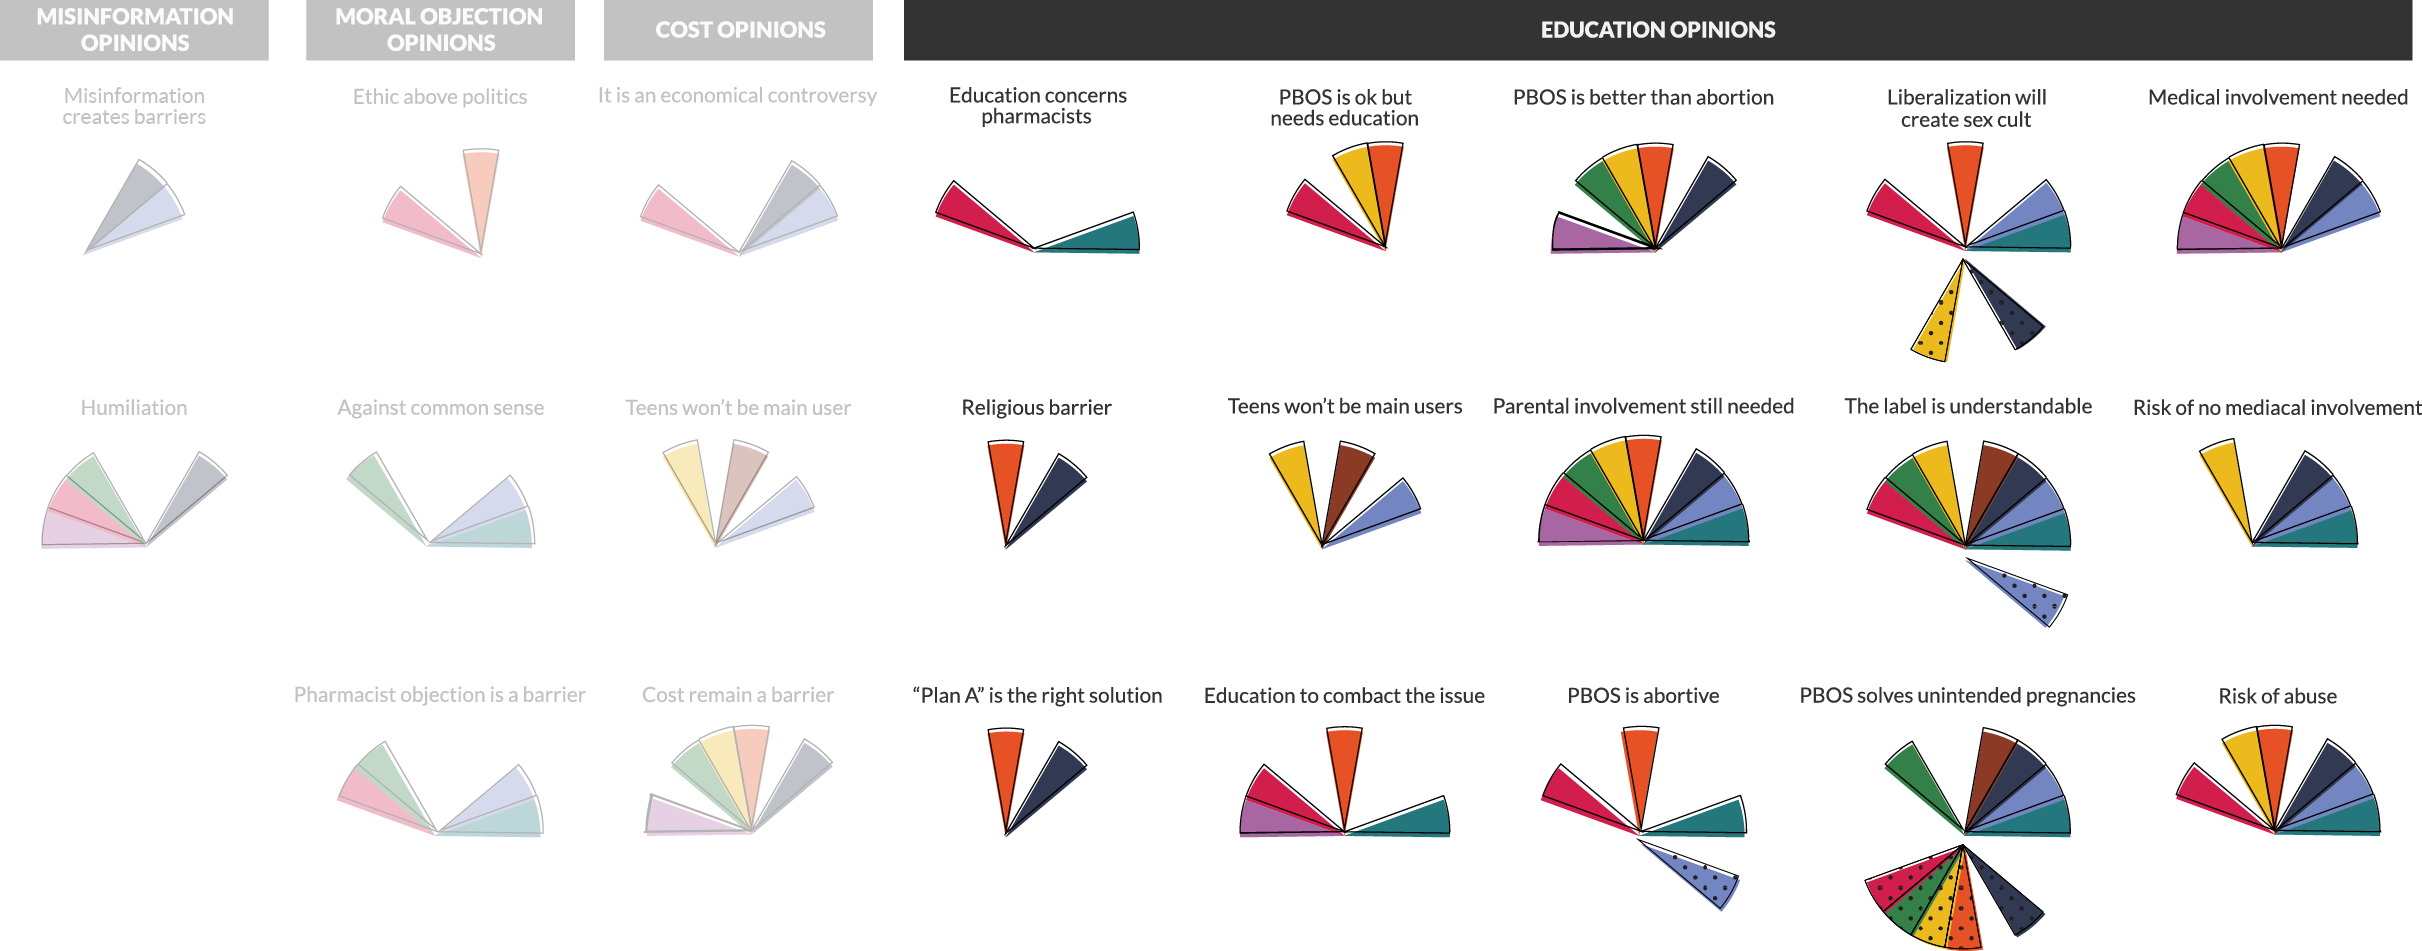 MISINFORMATION
OPINIONS
MORAL OBJECTION
OPINIONS
COST OPINIONS
EDUCATION OPINIONS
Misinformation
creates barriers
Ethic above politics
It is an economical controversy
Education concerns
pharmacists
PBOS is ok but
needs education
PBOS is better than abortion
Liberalization will
create sex cult
Medical involvement needed
Humiliation
Against common sense
Teens won't be main user
Religious barrier
Teens won't be main users
Parental involvement still needed
The label is understandable
Risk of no mediacal involvement
Pharmacist objection is a barrier
Cost remain a barrier
“Plan A” is the right solution
Education to combact the issue
PBOS is abortive
PBOS solves unintended pregnancies
Risk of abuse